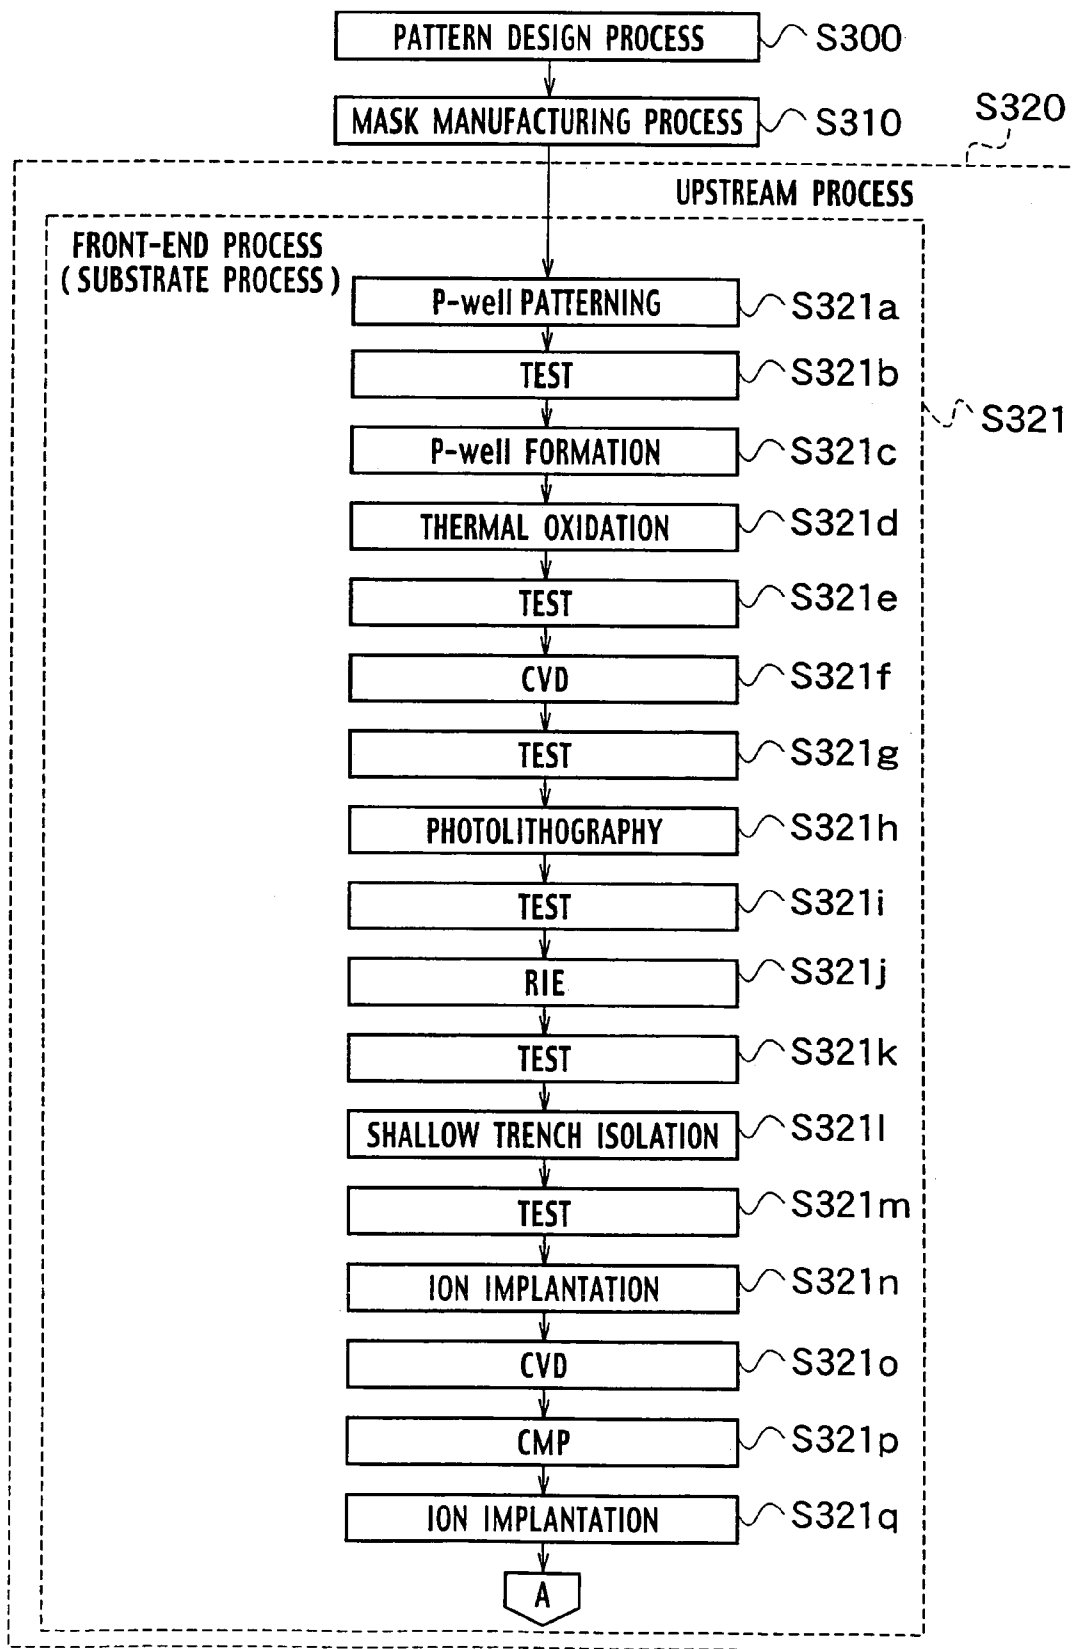 PATTERN DESIGN PROCESS S300
MASK MANUFACTURING PROCESS S310
S320
UPSTREAM PROCESS
FRONT-END PROCESS
(SUBSTRATE PROCESS)
P-well PATTERNING S321a
TEST S321b
S321
P-well FORMATION S321c
THERMAL OXIDATION S321d
TEST S321e
CVD S321f
TEST S321g
PHOTOLITHOGRAPHY S321h
TEST S321i
RIE S321j
TEST S321k
SHALLOW TRENCH ISOLATION S321l
TEST S321m
ION IMPLANTATION S321n
CVD S321o
CMP S321p
ION IMPLANTATION S321q
A